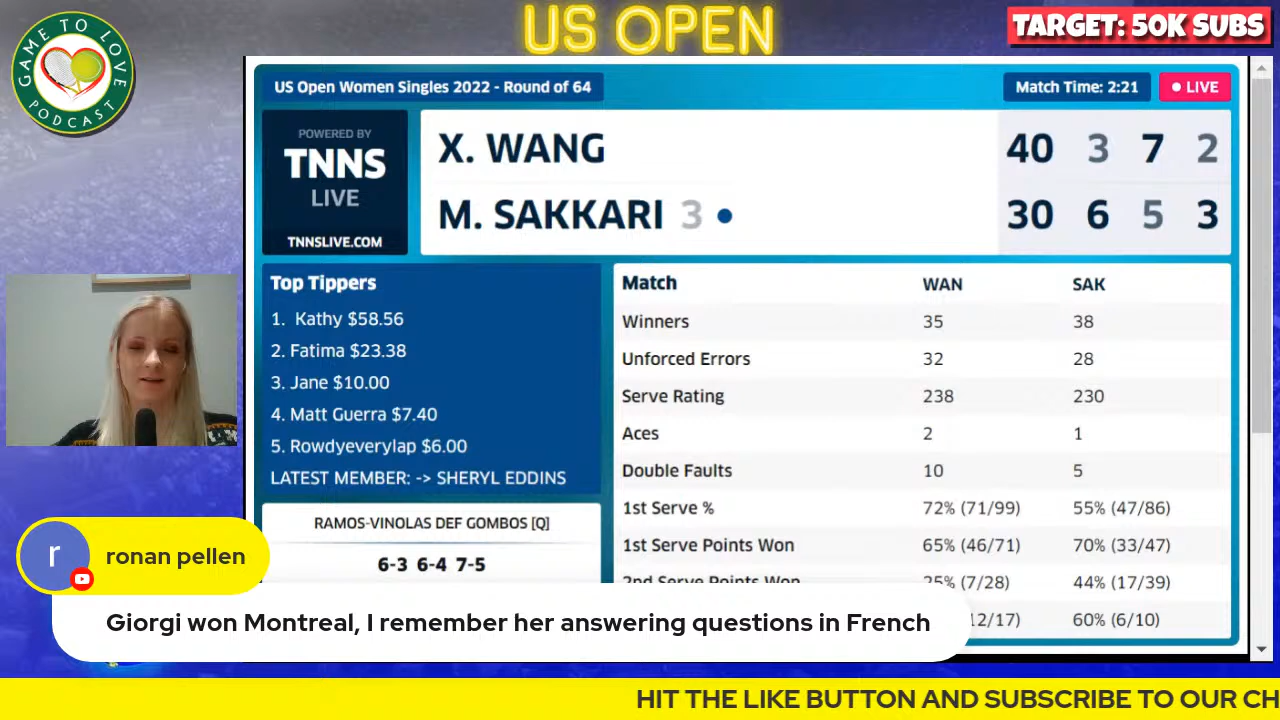 US OPEN
TARGET: 50K SUBS
GAME TO LOVE
PODCAST
US Open Women Singles 2022 - Round of 64
Match Time: 2:21
LIVE
POWERED BY
TNNS
LIVE
TNNSLIVE.COM
X. WANG 40 3 7 2
M. SAKKARI 3 30 6 5 3
Top Tippers
1. Kathy $58.56
2. Fatima $23.38
3. Jane $10.00
4. Matt Guerra $7.40
5. Rowdyeverylap $6.00
LATEST MEMBER: -> SHERYL EDDINS
RAMOS-VINOLAS DEF GOMBOS [Q]
6-3 6-4 7-5
Match WAN SAK
Winners 35 38
Unforced Errors 32 28
Serve Rating 238 230
Aces 2 1
Double Faults 10 5
1st Serve % 72% (71/99) 55% (47/86)
1st Serve Points Won 65% (46/71) 70% (33/47)
2nd Serve Points Won 25% (7/28) 44% (17/39)
12/17) 60% (6/10)
r
ronan pellen
Giorgi won Montreal, I remember her answering questions in French
HIT THE LIKE BUTTON AND SUBSCRIBE TO OUR CH